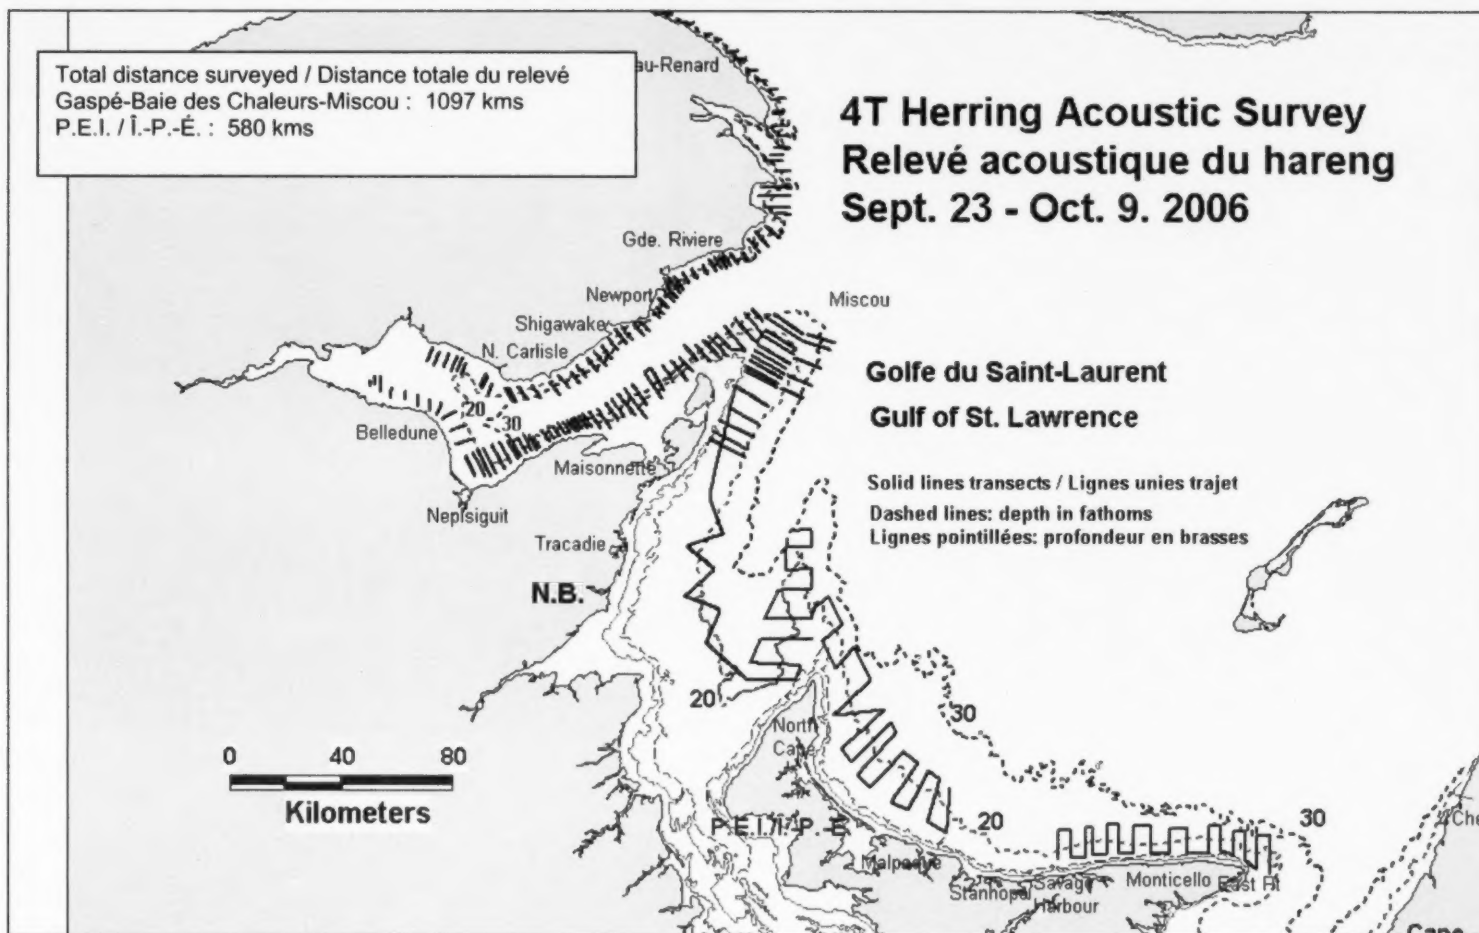 Total distance surveyed / Distance totale du relevé
Gaspé-Baie des Chaleurs-Miscou : 1097 kms
P.E.I. / Î.-P.-É. : 580 kms
au-Renard
4T Herring Acoustic Survey
Relevé acoustique du hareng
Sept. 23 - Oct. 9. 2006
Gde. Riviere
Newport
Miscou
Shigawake
N. Carlisle
Golfe du Saint-Laurent
Gulf of St. Lawrence
20
30
Belledune
Maisonnette
Nepisiguit
Solid lines transects / Lignes unies trajet
Dashed lines: depth in fathoms
Lignes pointillées: profondeur en brasses
Tracadie
N.B.
20
30
North
Cape
0 40 80
Kilometers
P.E.I./I.-P.-E.
20
30
Che
Malpeque
Stanhope
Savage
Harbour
Monticello
East Pt
Cape